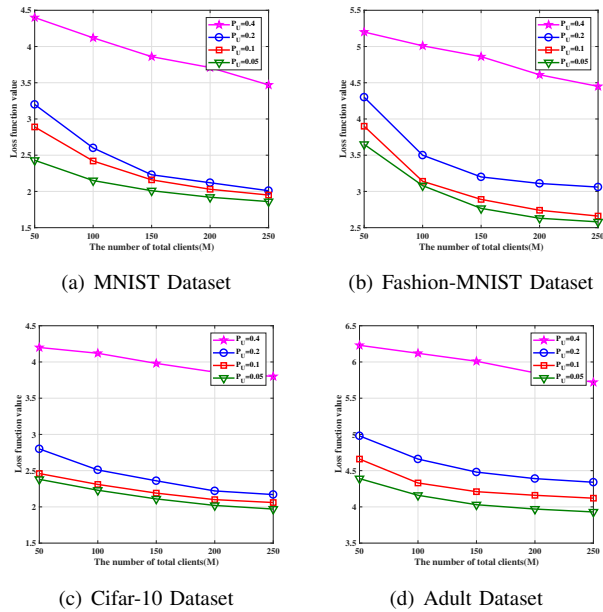 4.5
4
3.5
3
2.5
2
1.5
Loss function value
50 100 150 200 250
The number of total clients(M)
P_U=0.4
P_U=0.2
P_U=0.1
P_U=0.05
(a) MNIST Dataset
5.5
5
4.5
4
3.5
3
2.5
Loss function value
50 100 150 200 250
The number of total clients(M)
P_U=0.4
P_U=0.2
P_U=0.1
P_U=0.05
(b) Fashion-MNIST Dataset
4.5
4
3.5
3
2.5
2
1.5
Loss function value
50 100 150 200 250
The number of total clients(M)
P_U=0.4
P_U=0.2
P_U=0.1
P_U=0.05
(c) Cifar-10 Dataset
6.5
6
5.5
5
4.5
4
3.5
Loss function value
50 100 150 200 250
The number of total clients(M)
P_U=0.4
P_U=0.2
P_U=0.1
P_U=0.05
(d) Adult Dataset